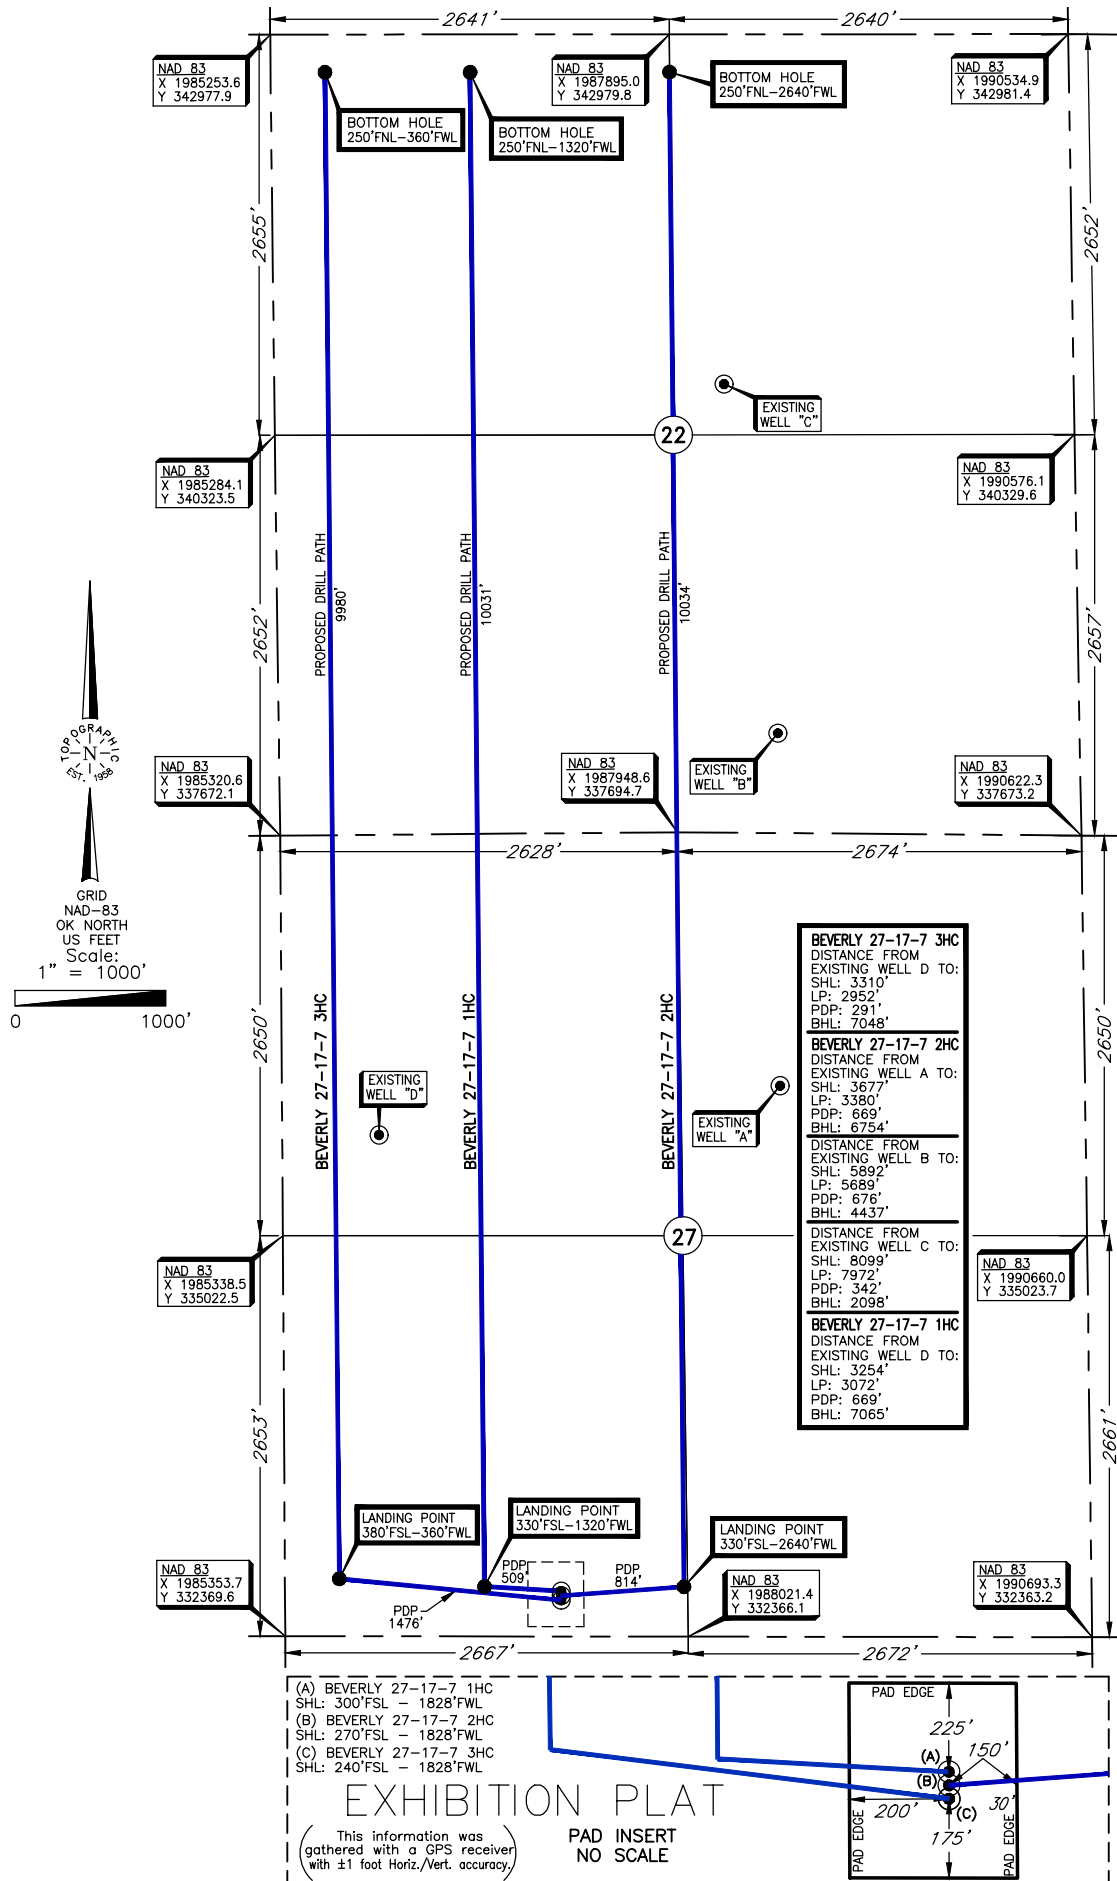 2641'
2640'
NAD 83
X 1985253.6
Y 342977.9
NAD 83
X 1987895.0
Y 342979.8
BOTTOM HOLE
250'FNL-2640'FWL
NAD 83
X 1990534.9
Y 342981.4
BOTTOM HOLE
250'FNL-360'FWL
BOTTOM HOLE
250'FNL-1320'FWL
2655'
2652'
EXISTING
WELL "C"
22
NAD 83
X 1985284.1
Y 340323.5
NAD 83
X 1990576.1
Y 340329.6
PROPOSED DRILL PATH
9980'
PROPOSED DRILL PATH
10031'
PROPOSED DRILL PATH
10034'
2652'
2657'
TOPOGRAPHIC
N
EST. 1958
NAD 83
X 1985320.6
Y 337672.1
NAD 83
X 1987948.6
Y 337694.7
EXISTING
WELL "B"
NAD 83
X 1990622.3
Y 337673.2
2628'
2674'
GRID
NAD-83
OK NORTH
US FEET
Scale:
1" = 1000'
0
1000'
BEVERLY 27-17-7 3HC
BEVERLY 27-17-7 1HC
BEVERLY 27-17-7 2HC
2650'
2650'
EXISTING
WELL "D"
EXISTING
WELL "A"
BEVERLY 27-17-7 3HC
DISTANCE FROM
EXISTING WELL D TO:
SHL: 3310'
LP: 2952'
PDP: 291'
BHL: 7048'
BEVERLY 27-17-7 2HC
DISTANCE FROM
EXISTING WELL A TO:
SHL: 3677'
LP: 3380'
PDP: 669'
BHL: 6754'
DISTANCE FROM
EXISTING WELL B TO:
SHL: 5892'
LP: 5689'
PDP: 676'
BHL: 4437'
DISTANCE FROM
EXISTING WELL C TO:
SHL: 8099'
LP: 7972'
PDP: 342'
BHL: 2098'
BEVERLY 27-17-7 1HC
DISTANCE FROM
EXISTING WELL D TO:
SHL: 3254'
LP: 3072'
PDP: 669'
BHL: 7065'
27
NAD 83
X 1985338.5
Y 335022.5
NAD 83
X 1990660.0
Y 335023.7
2653'
2661'
LANDING POINT
380'FSL-360'FWL
LANDING POINT
330'FSL-1320'FWL
LANDING POINT
330'FSL-2640'FWL
PDP
509'
PDP
814'
PDP
1476'
NAD 83
X 1985353.7
Y 332369.6
NAD 83
X 1988021.4
Y 332366.1
NAD 83
X 1990693.3
Y 332363.2
2667'
2672'
(A) BEVERLY 27-17-7 1HC
SHL: 300'FSL - 1828'FWL
(B) BEVERLY 27-17-7 2HC
SHL: 270'FSL - 1828'FWL
(C) BEVERLY 27-17-7 3HC
SHL: 240'FSL - 1828'FWL
EXHIBITION PLAT
This information was
gathered with a GPS receiver
with ±1 foot Horiz./Vert. accuracy.
PAD INSERT
NO SCALE
PAD EDGE
225'
(A)
150'
(B)
200'
(C)
30'
175'
PAD EDGE
PAD EDGE